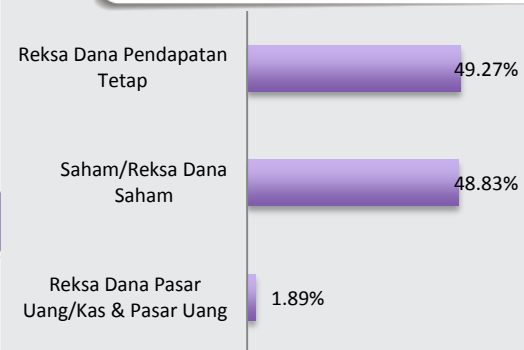 Reksa Dana Pendapatan
Tetap
49.27%
Saham/Reksa Dana
Saham
48.83%
Reksa Dana Pasar
Uang/Kas & Pasar Uang
1.89%